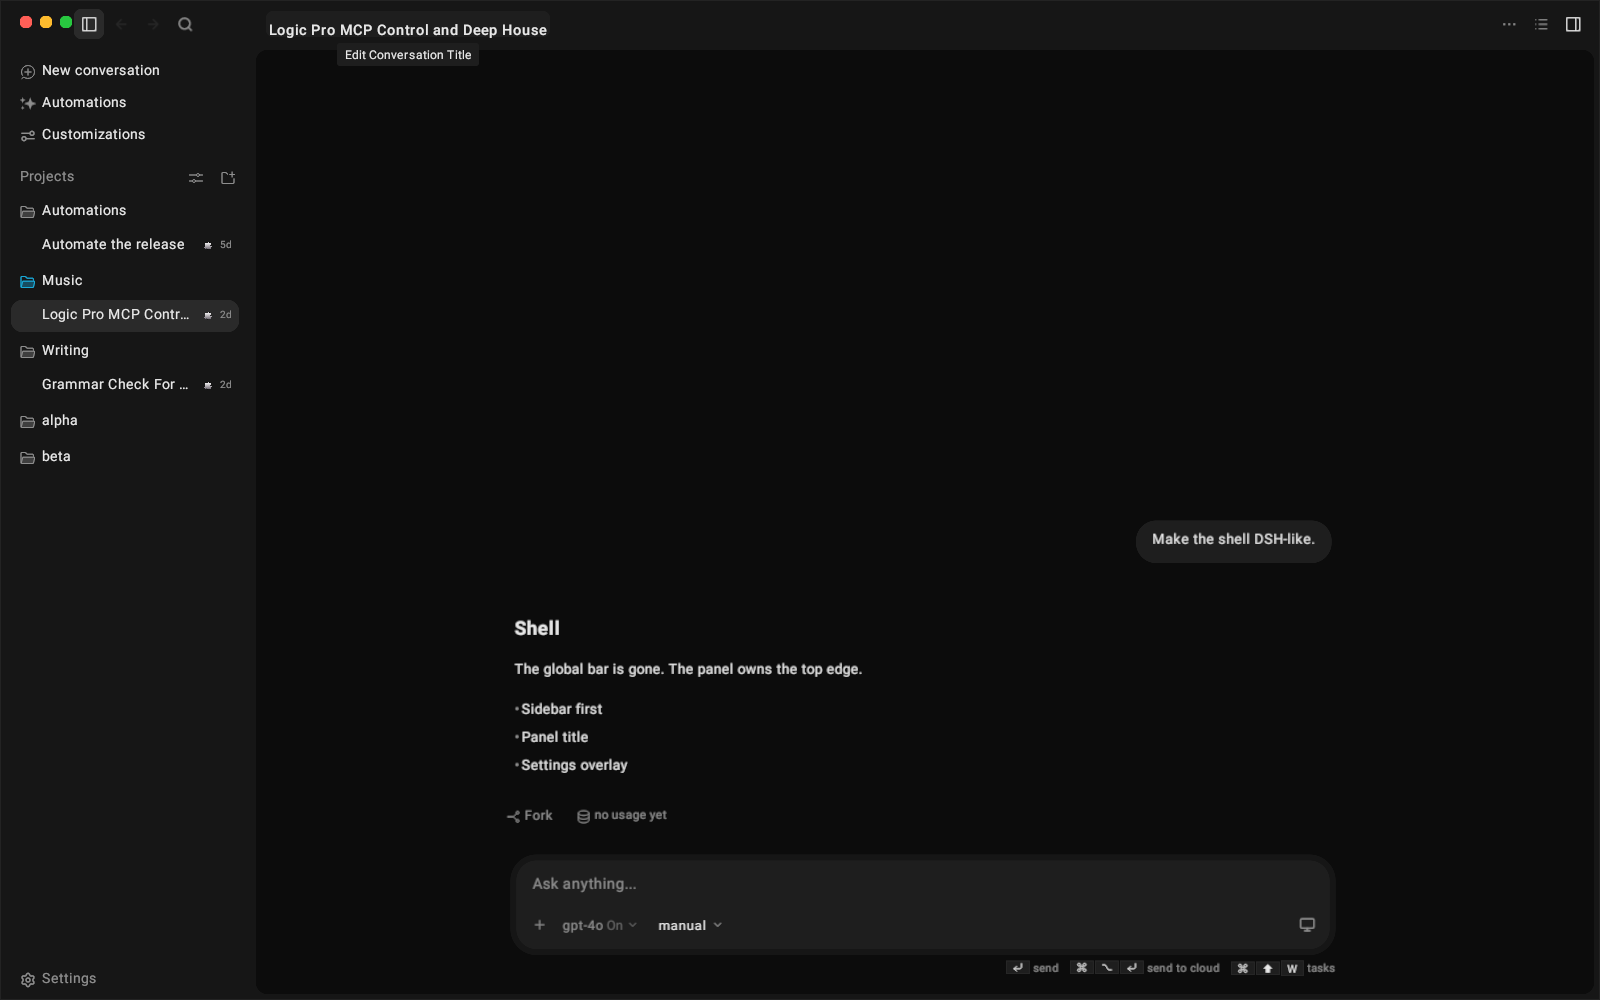 Logic Pro MCP Control and Deep House
Edit Conversation Title
New conversation
Automations
Customizations
Projects
Automations
Automate the release 5d
Music
Logic Pro MCP Contr... 2d
Writing
Grammar Check For ... 2d
alpha
beta
Settings
Make the shell DSH-like.
Shell
The global bar is gone. The panel owns the top edge.
• Sidebar first
• Panel title
• Settings overlay
Fork no usage yet
Ask anything...
+ gpt-4o On manual
↵ send ⌘ ⌥ ↵ send to cloud ⌘ ⬆ W tasks